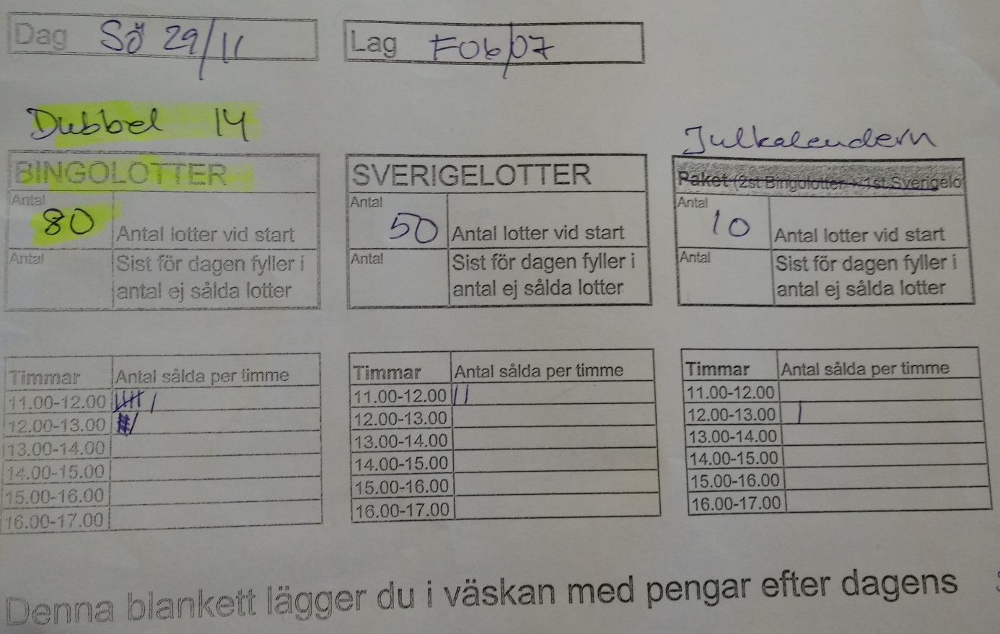 Dag Sö 29/11 Lag F06/07
Dubbel 14
Julkalendern
BINGOLOTTER SVERIGELOTTER Paket (2st Bingolotter + 1st Sverigelo
Antal Antal Antal
80 Antal lotter vid start 50 Antal lotter vid start 10 Antal lotter vid start
Antal Sist för dagen fyller i Antal Sist för dagen fyller i Antal Sist för dagen fyller i
antal ej sålda lotter antal ej sålda lotter antal ej sålda lotter
Timmar Antal sålda per timme Timmar Antal sålda per timme Timmar Antal sålda per timme
11.00-12.00 |||| / 11.00-12.00 || 11.00-12.00
12.00-13.00 12.00-13.00 12.00-13.00 |
13.00-14.00 13.00-14.00 13.00-14.00
14.00-15.00 14.00-15.00 14.00-15.00
15.00-16.00 15.00-16.00 15.00-16.00
16.00-17.00 16.00-17.00 16.00-17.00
Denna blankett lägger du i väskan med pengar efter dagens